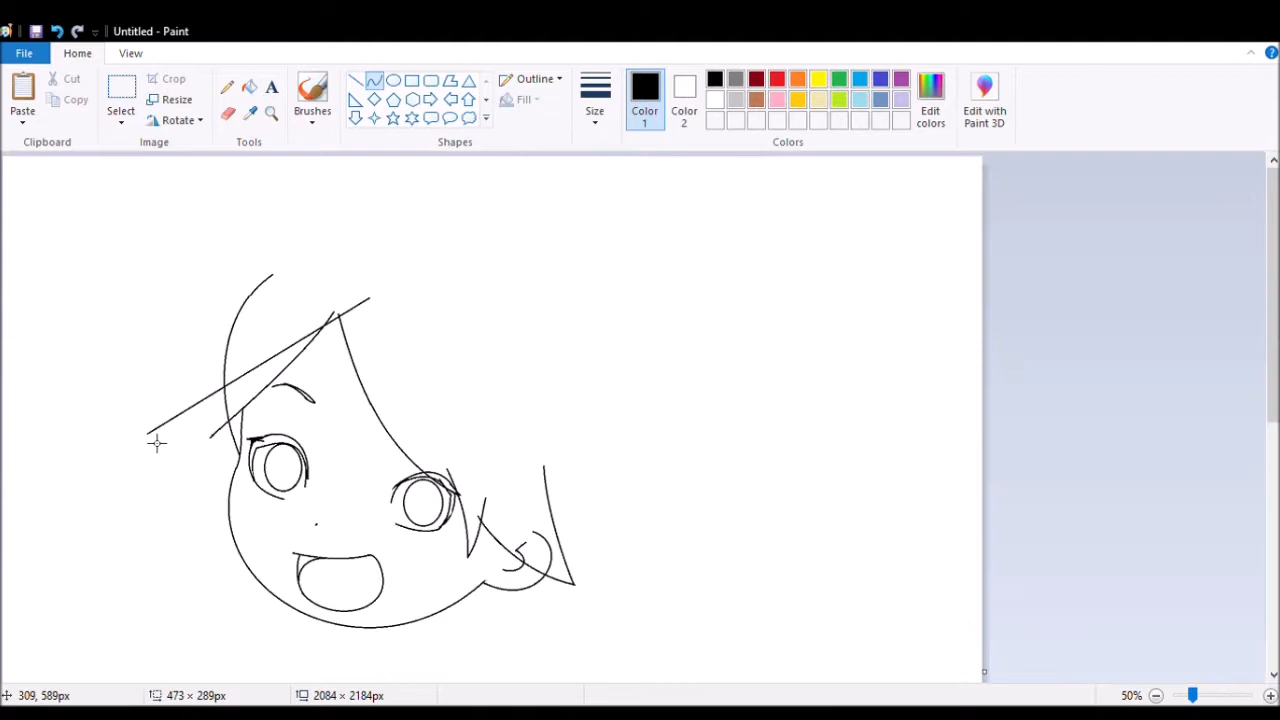 Untitled - Paint
File Home View
Paste
Cut
Copy
Clipboard
Select
Crop
Resize
Rotate
Image
Tools
Brushes
Shapes
Outline
Fill
Size
Color 1
Color 2
Colors
Edit colors
Edit with Paint 3D
309, 589px
473 × 289px
2084 × 2184px
50%